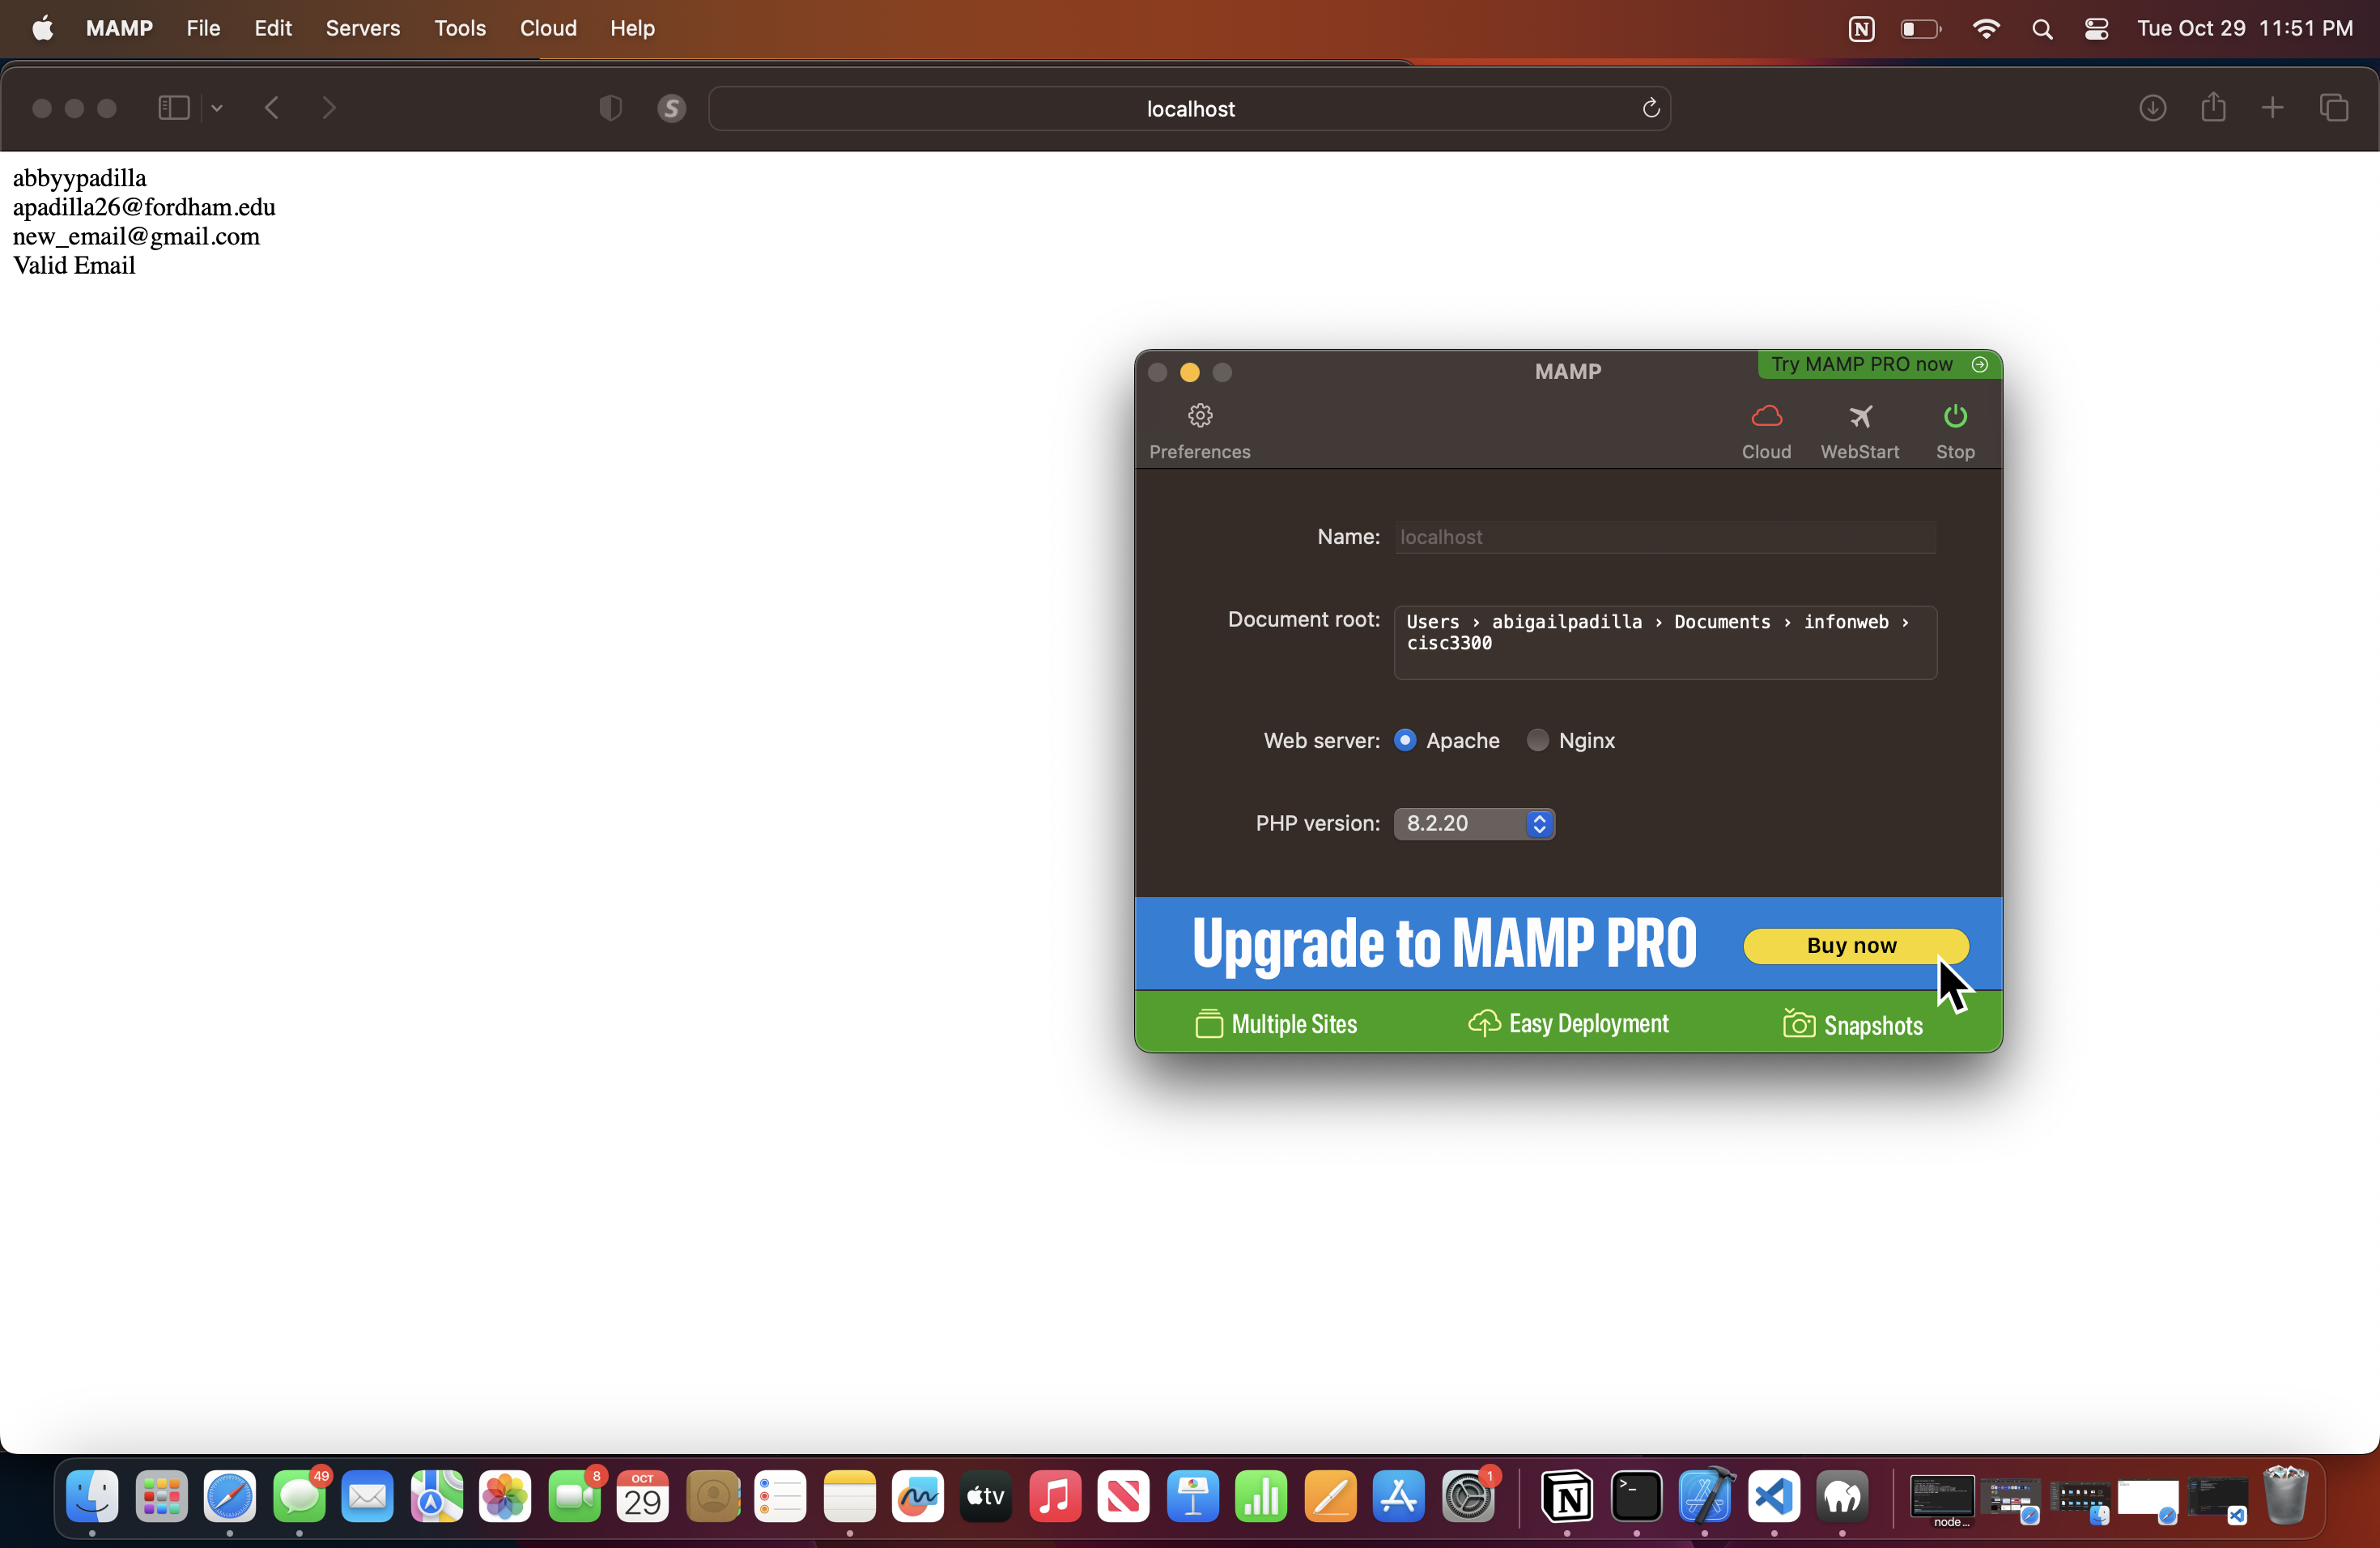 MAMP File Edit Servers Tools Cloud Help
N
Tue Oct 29 11:51 PM
S
localhost
abbyypadilla
apadilla26@fordham.edu
new_email@gmail.com
Valid Email
MAMP
Try MAMP PRO now
Preferences
Cloud WebStart Stop
Name: localhost
Document root: Users › abigailpadilla › Documents › infonweb ›
cisc3300
Web server: Apache Nginx
PHP version: 8.2.20
Upgrade to MAMP PRO Buy now
Multiple Sites Easy Deployment Snapshots
49
8
OCT
29
tv
1
N
>_
node...